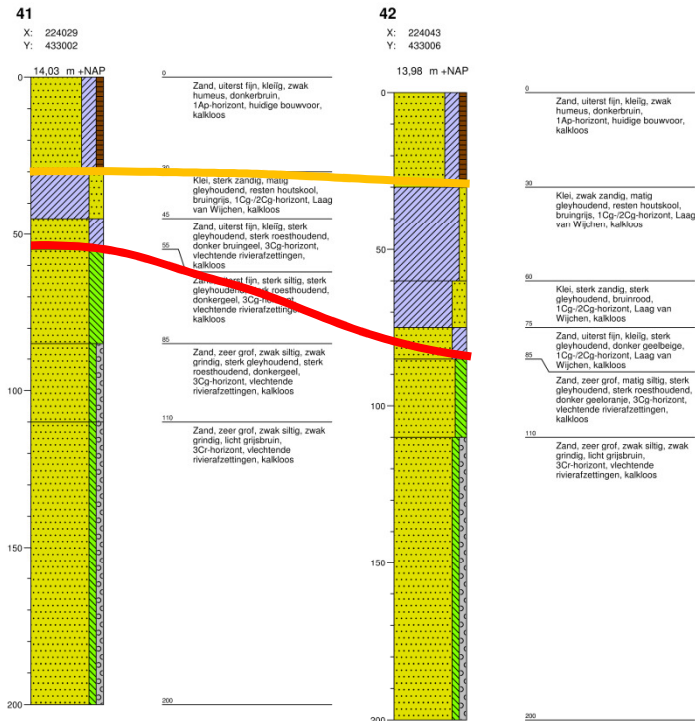 41
X: 224029
Y: 433002
14,03 m +NAP
0
50
100
150
200
0
Zand, uiterst fijn, kleiïg, zwak
humeus, donkerbruin,
1Ap-horizont, huidige bouwvoor,
kalkloos
30
Klei, sterk zandig, matig
gleyhoudend, resten houtskool,
bruingrijs, 1Cg-/2Cg-horizont, Laag
van Wijchen, kalkloos
45
Zand, uiterst fijn, kleiïg, sterk
gleyhoudend, sterk roesthoudend,
donker bruingeel, 3Cg-horizont,
vlechtende rivierafzettingen,
kalkloos
55
Zand, uiterst fijn, sterk siltig, sterk
gleyhoudend, sterk roesthoudend,
donkergeel, 3Cg-horizont,
vlechtende rivierafzettingen,
kalkloos
85
Zand, zeer grof, zwak siltig, zwak
grindig, sterk gleyhoudend, sterk
roesthoudend, donkergeel,
3Cg-horizont, vlechtende
rivierafzettingen, kalkloos
110
Zand, zeer grof, zwak siltig, zwak
grindig, licht grijsbruin,
3Cr-horizont, vlechtende
rivierafzettingen, kalkloos
200
42
X: 224043
Y: 433006
13,98 m +NAP
0
50
100
150
200
0
Zand, uiterst fijn, kleiïg, zwak
humeus, donkerbruin,
1Ap-horizont, huidige bouwvoor,
kalkloos
30
Klei, zwak zandig, matig
gleyhoudend, resten houtskool,
bruingrijs, 1Cg-/2Cg-horizont, Laag
van Wijchen, kalkloos
60
Klei, sterk zandig, sterk
gleyhoudend, bruinrood,
1Cg-/2Cg-horizont, Laag van
Wijchen, kalkloos
75
Zand, uiterst fijn, kleiïg, sterk
gleyhoudend, donker geelbeige,
1Cg-/2Cg-horizont, Laag van
Wijchen, kalkloos
85
Zand, zeer grof, matig siltig, sterk
gleyhoudend, sterk roesthoudend,
donker geeloranje, 3Cg-horizont,
vlechtende rivierafzettingen,
kalkloos
110
Zand, zeer grof, zwak siltig, zwak
grindig, licht grijsbruin,
3Cr-horizont, vlechtende
rivierafzettingen, kalkloos
200